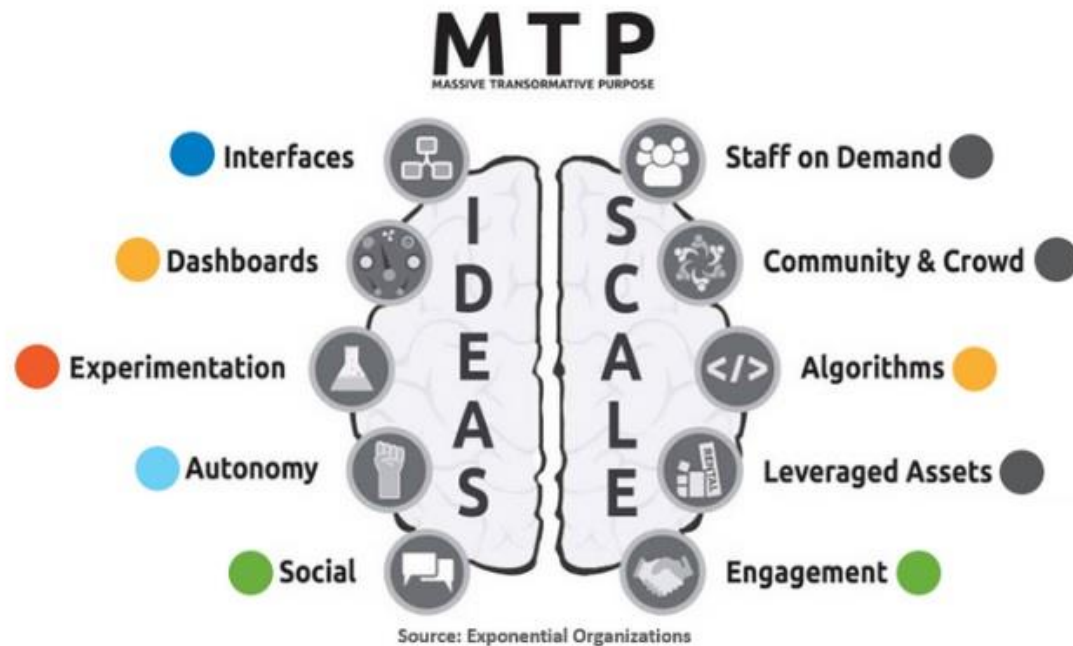 MTP
MASSIVE TRANSORMATIVE PURPOSE
Interfaces
Dashboards
Experimentation
Autonomy
Social
IDEAS
SCALE
Staff on Demand
Community & Crowd
</>
Algorithms
RENTAL
Leveraged Assets
Engagement
Source: Exponential Organizations